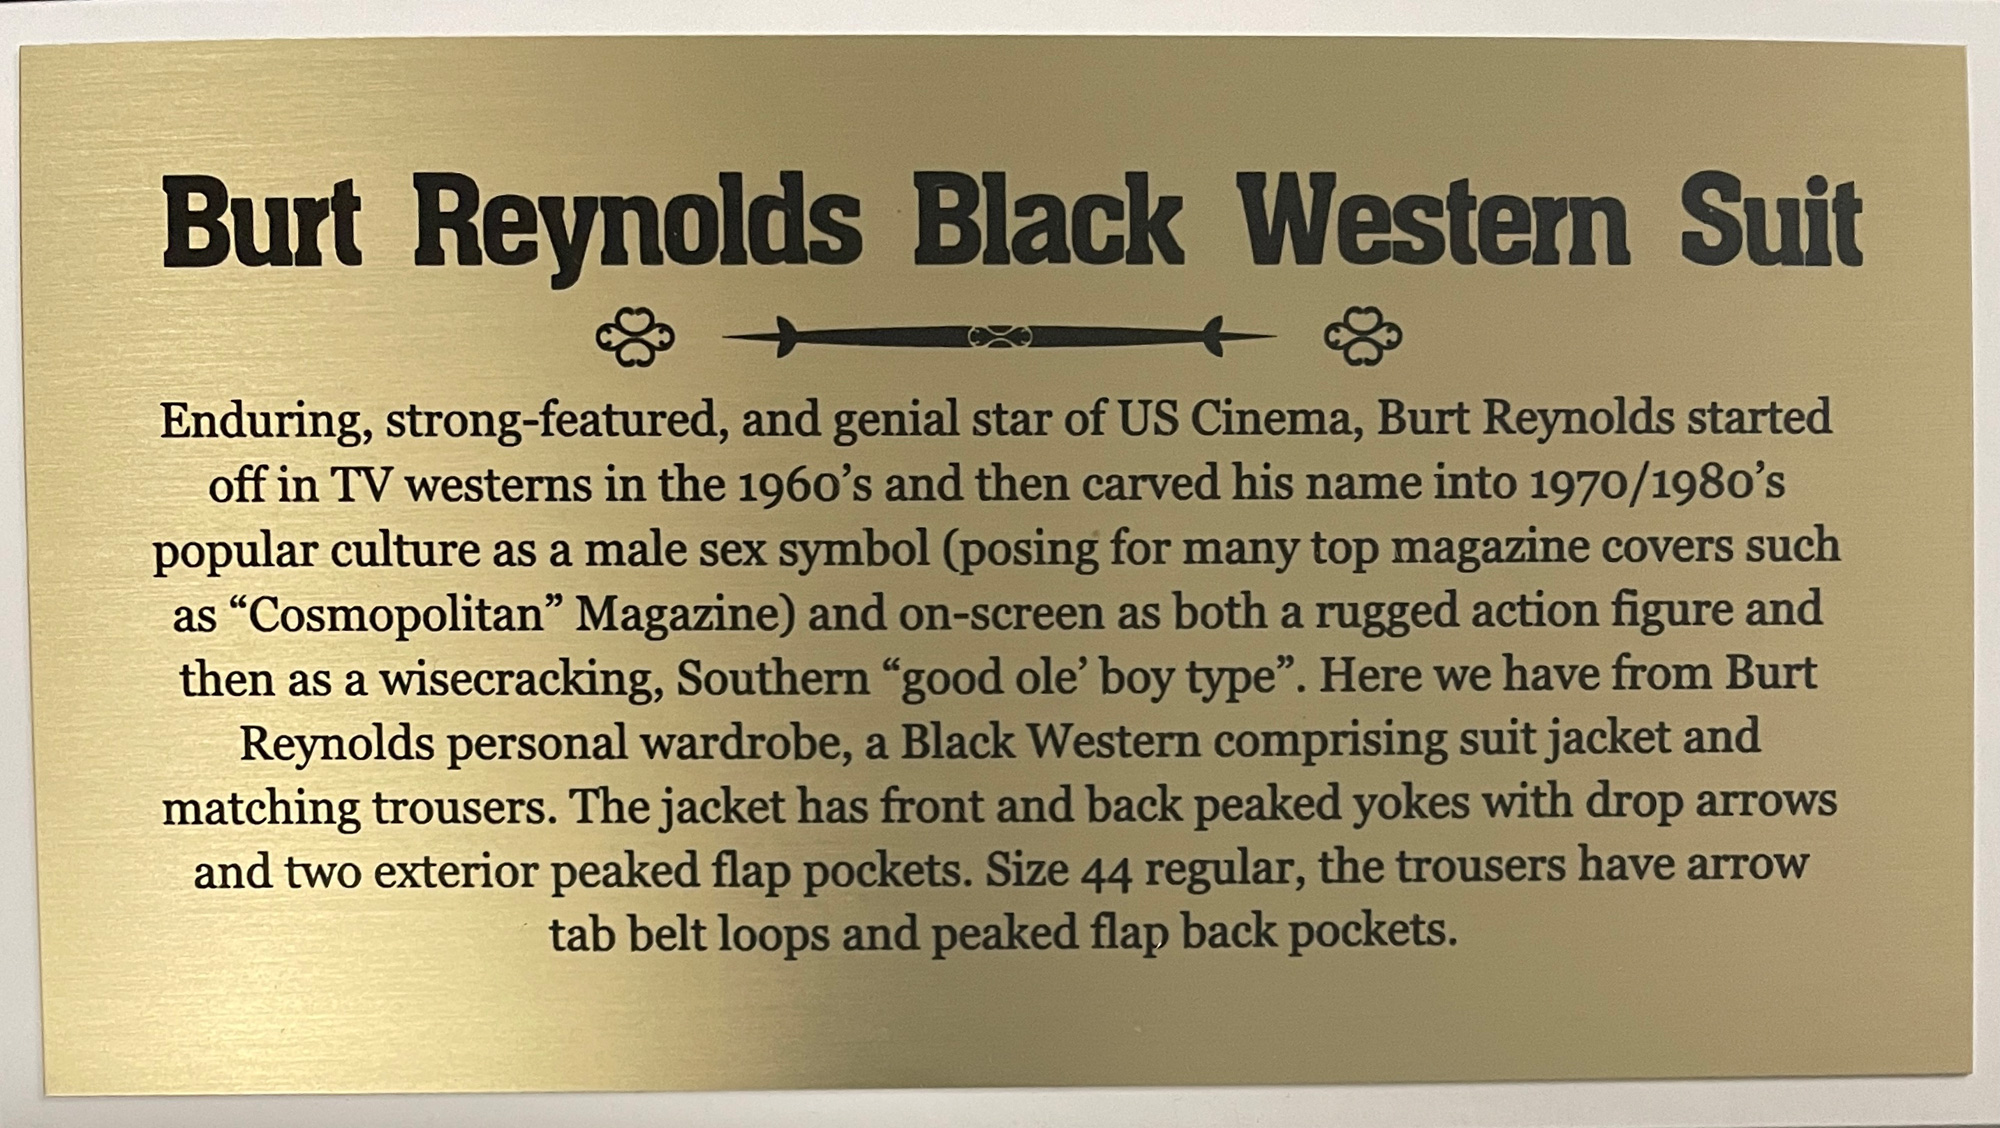 Burt Reynolds Black Western Suit
Enduring, strong-featured, and genial star of US Cinema, Burt Reynolds started
off in TV westerns in the 1960’s and then carved his name into 1970/1980’s
popular culture as a male sex symbol (posing for many top magazine covers such
as “Cosmopolitan” Magazine) and on-screen as both a rugged action figure and
then as a wisecracking, Southern “good ole’ boy type”. Here we have from Burt
Reynolds personal wardrobe, a Black Western comprising suit jacket and
matching trousers. The jacket has front and back peaked yokes with drop arrows
and two exterior peaked flap pockets. Size 44 regular, the trousers have arrow
tab belt loops and peaked flap back pockets.